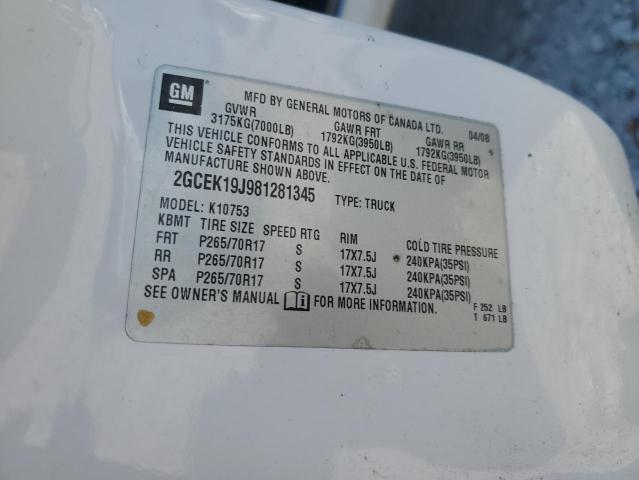 GM
MFD BY GENERAL MOTORS OF CANADA LTD. 04/08
GVWR GAWR FRT GAWR RR
3175KG(7000LB) 1792KG(3950LB) 1792KG(3950LB)
THIS VEHICLE CONFORMS TO ALL APPLICABLE U.S. FEDERAL MOTOR
VEHICLE SAFETY STANDARDS IN EFFECT ON THE DATE OF
MANUFACTURE SHOWN ABOVE.
2GCEK19J981281345 TYPE: TRUCK
MODEL: K10753
KBMT TIRE SIZE SPEED RTG RIM COLD TIRE PRESSURE
FRT P265/70R17 S 17X7.5J 240KPA(35PSI)
RR P265/70R17 S 17X7.5J 240KPA(35PSI)
SPA P265/70R17 S 17X7.5J 240KPA(35PSI)
SEE OWNER'S MANUAL FOR MORE INFORMATION.
F 252 LB
T 671 LB